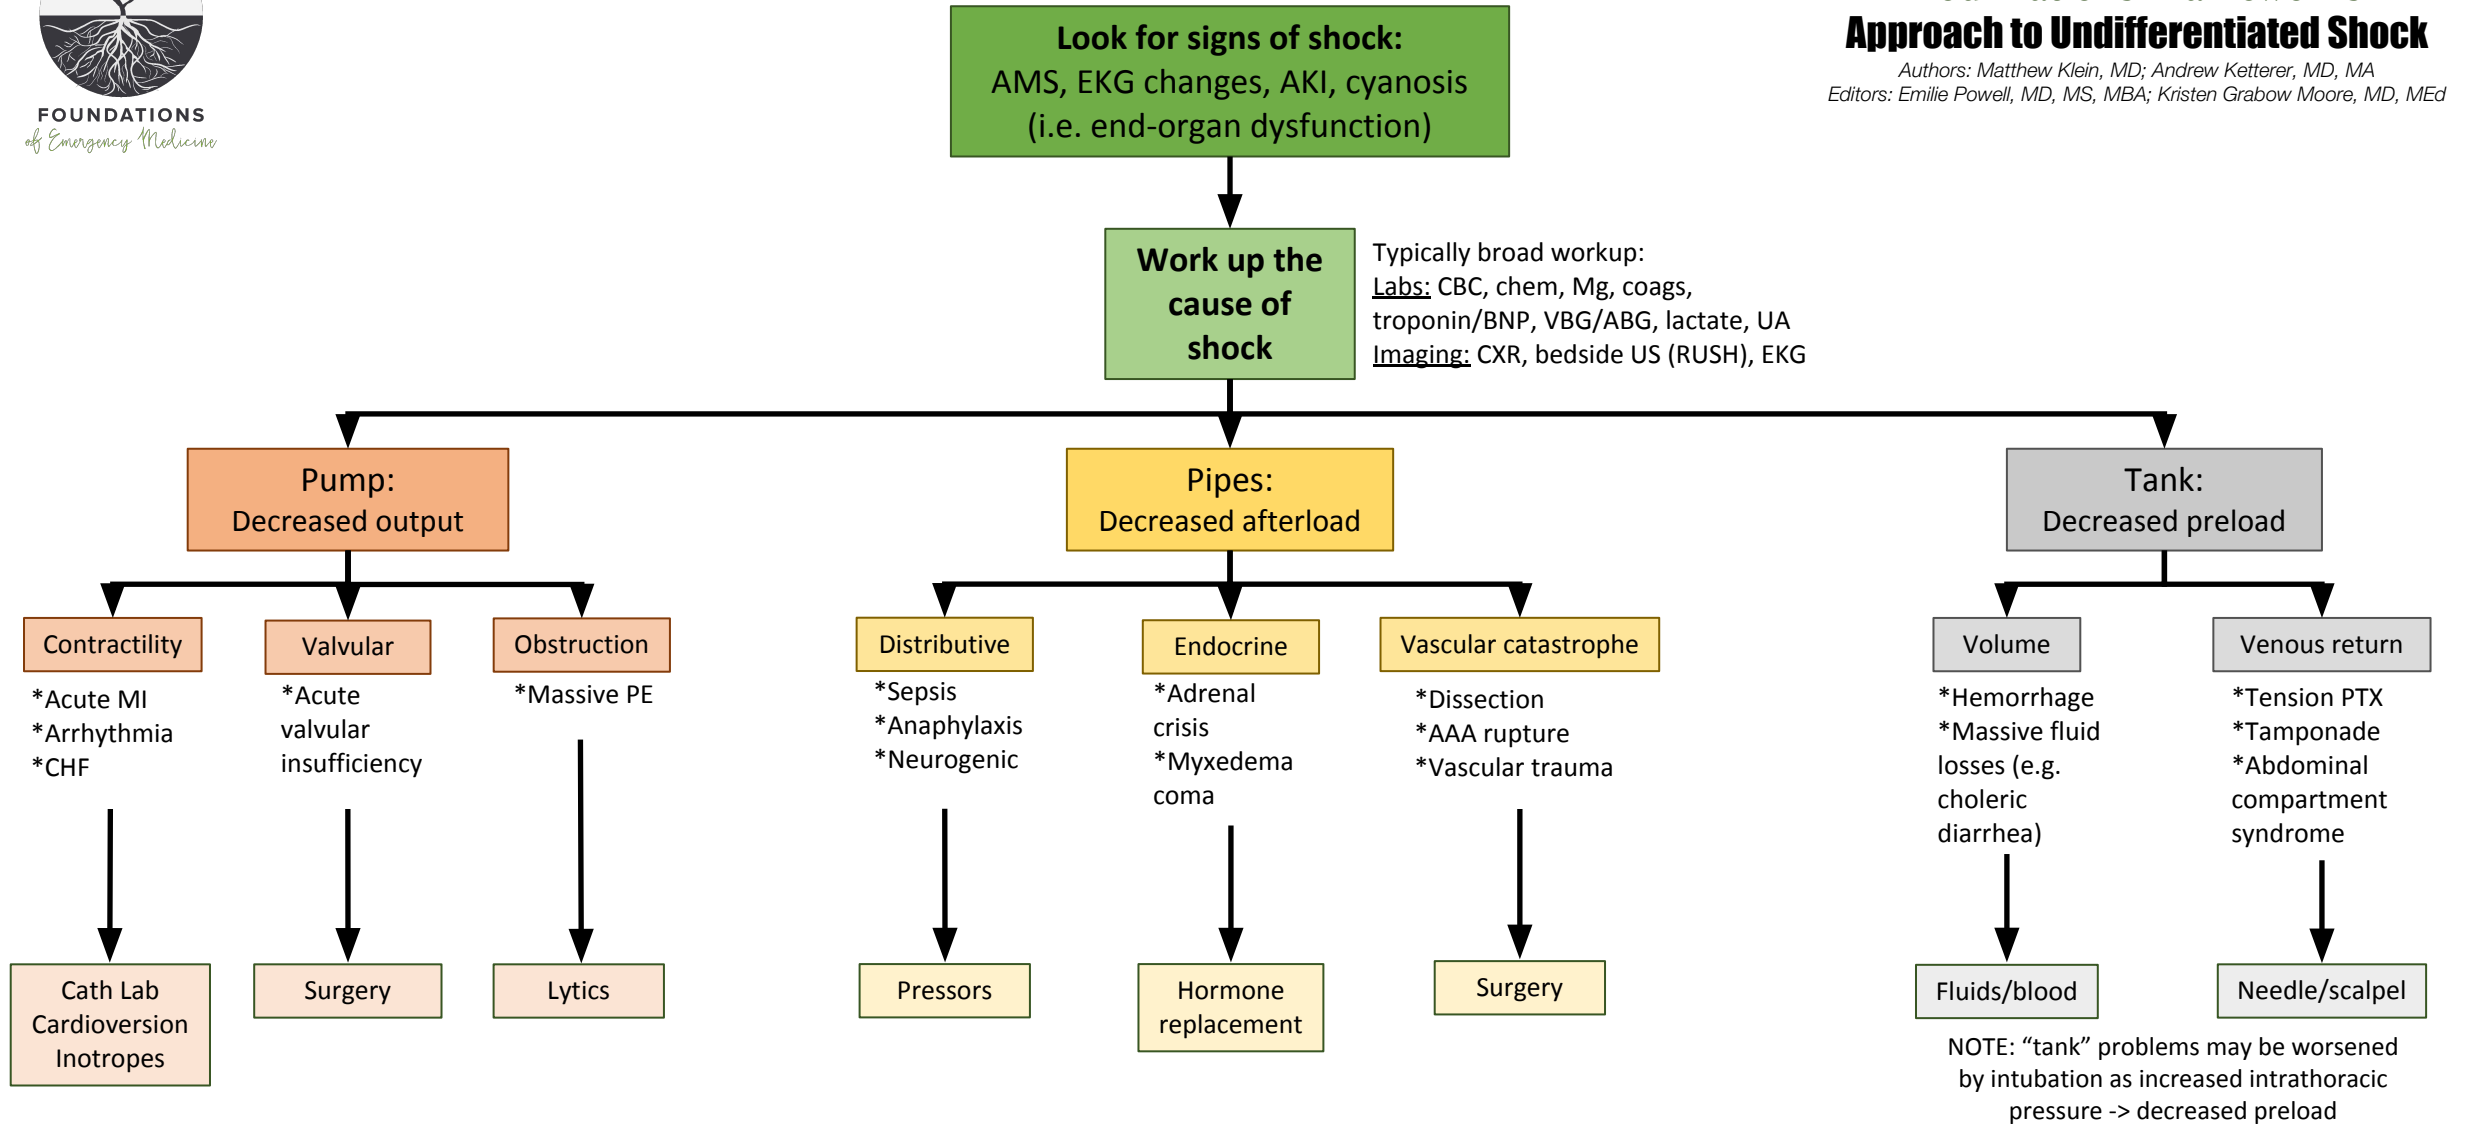 FOUNDATIONS
of Emergency Medicine
Approach to Undifferentiated Shock
Authors: Matthew Klein, MD; Andrew Ketterer, MD, MA
Editors: Emilie Powell, MD, MS, MBA; Kristen Grabow Moore, MD, MEd
Look for signs of shock:
AMS, EKG changes, AKI, cyanosis
(i.e. end-organ dysfunction)
Work up the
cause of
shock
Typically broad workup:
Labs: CBC, chem, Mg, coags,
troponin/BNP, VBG/ABG, lactate, UA
Imaging: CXR, bedside US (RUSH), EKG
Pump:
Decreased output
Pipes:
Decreased afterload
Tank:
Decreased preload
Contractility
*Acute MI
*Arrhythmia
*CHF
Cath Lab
Cardioversion
Inotropes
Valvular
*Acute
valvular
insufficiency
Surgery
Obstruction
*Massive PE
Lytics
Distributive
*Sepsis
*Anaphylaxis
*Neurogenic
Pressors
Endocrine
*Adrenal
crisis
*Myxedema
coma
Hormone
replacement
Vascular catastrophe
*Dissection
*AAA rupture
*Vascular trauma
Surgery
Volume
*Hemorrhage
*Massive fluid
losses (e.g.
choleric
diarrhea)
Fluids/blood
Venous return
*Tension PTX
*Tamponade
*Abdominal
compartment
syndrome
Needle/scalpel
NOTE: “tank” problems may be worsened
by intubation as increased intrathoracic
pressure -> decreased preload